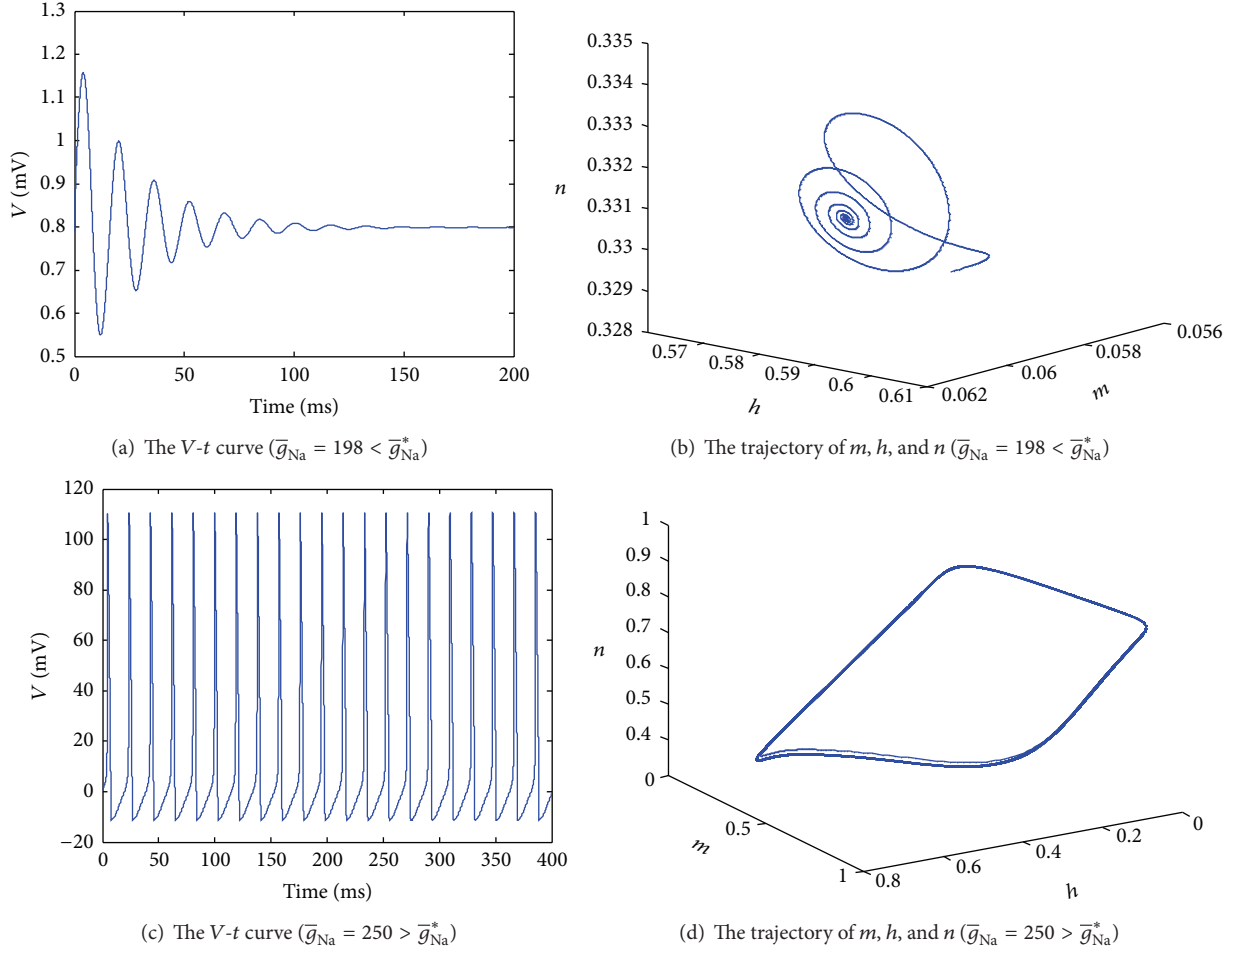 1.3
1.2
1.1
1
0.9
0.8
0.7
0.6
0.5
V (mV)
0 50 100 150 200
Time (ms)
(a) The V-t curve (g̅Na = 198 < g̅*Na)
0.335
0.334
0.333
0.332
0.331
0.33
0.329
0.328
n
0.57 0.58 0.59 0.6 0.61
h
0.062 0.06 0.058 0.056
m
(b) The trajectory of m, h, and n (g̅Na = 198 < g̅*Na)
120
100
80
60
40
20
0
−20
V (mV)
0 50 100 150 200 250 300 350 400
Time (ms)
(c) The V-t curve (g̅Na = 250 > g̅*Na)
1
0.9
0.8
0.7
0.6
0.5
0.4
n
0 0.5 1
m
0.8 0.6 0.4 0.2 0
h
(d) The trajectory of m, h, and n (g̅Na = 250 > g̅*Na)